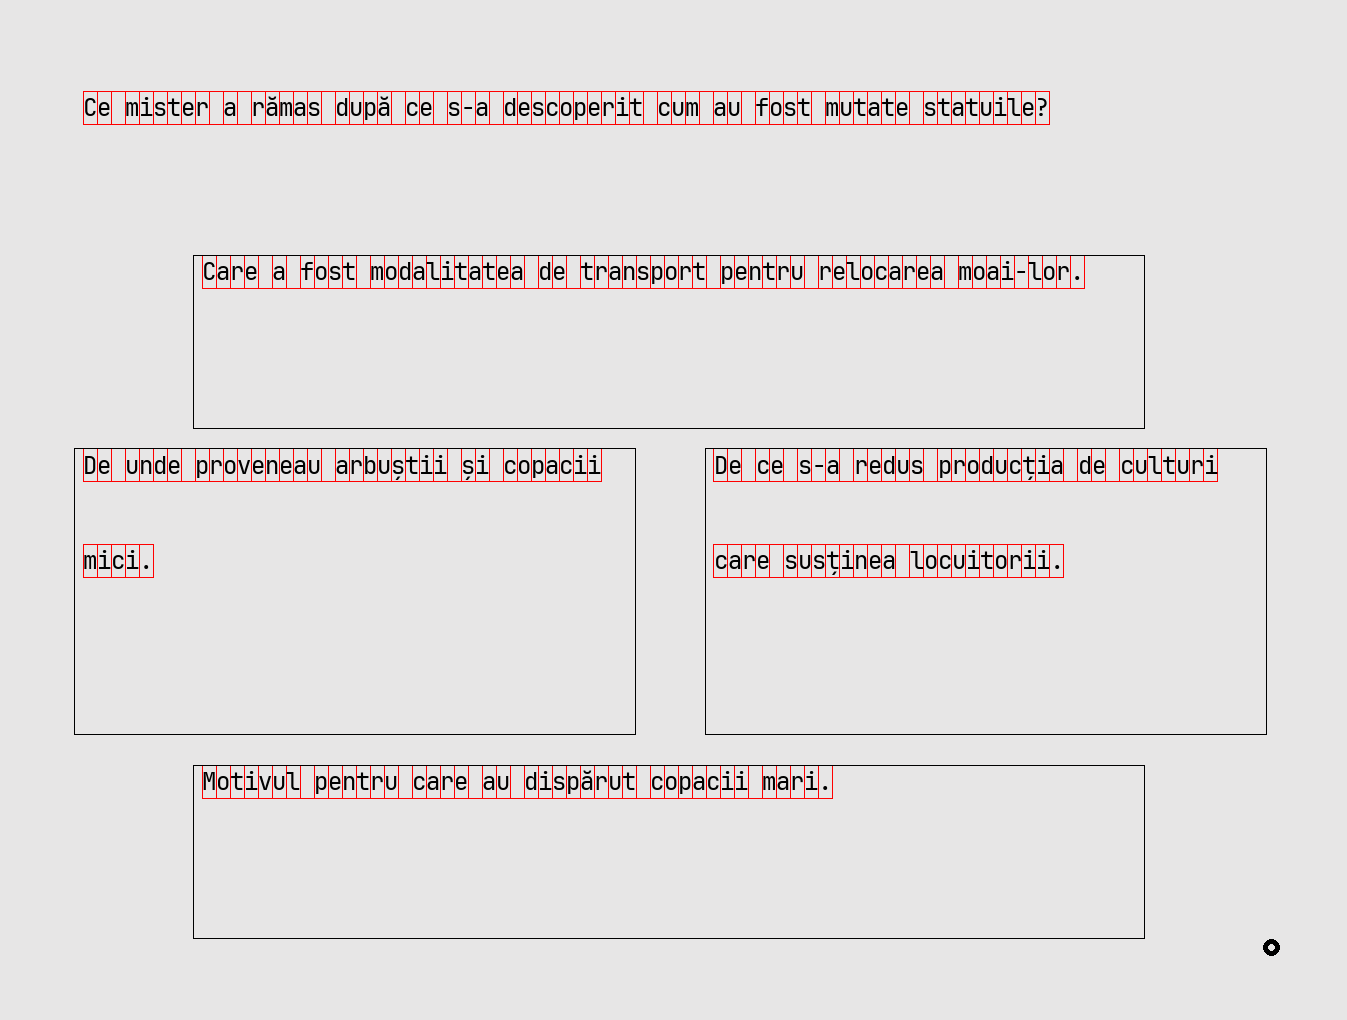 Ce mister a rămas după ce s-a descoperit cum au fost mutate statuile?
Care a fost modalitatea de transport pentru relocarea moai-lor.
De unde proveneau arbuștii și copacii
mici.
De ce s-a redus producția de culturi
care susținea locuitorii.
Motivul pentru care au dispărut copacii mari.